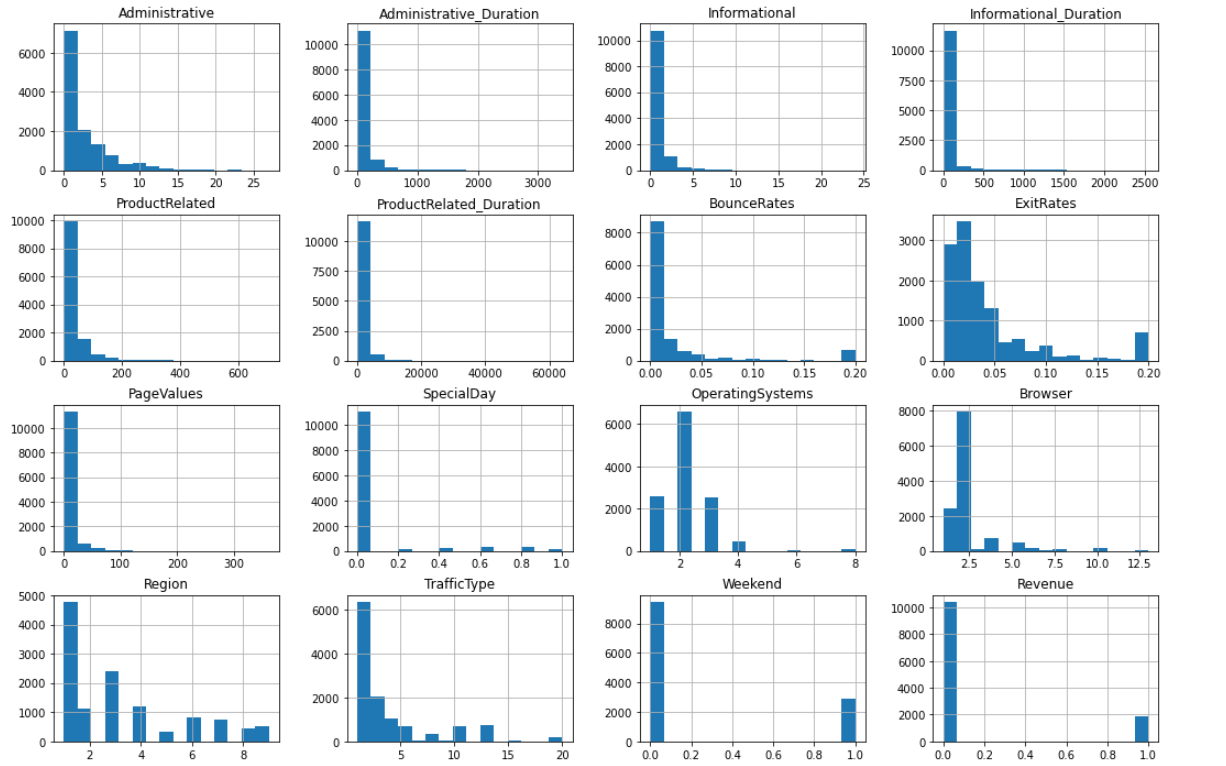 Administrative Administrative_Duration Informational Informational_Duration
6000 4000 2000 0
0 5 10 15 20 25
10000 8000 6000 4000 2000 0
0 1000 2000 3000
10000 8000 6000 4000 2000 0
0 5 10 15 20 25
10000 7500 5000 2500 0
0 500 1000 1500 2000 2500
ProductRelated ProductRelated_Duration BounceRates ExitRates
10000 8000 6000 4000 2000 0
0 200 400 600
10000 7500 5000 2500 0
0 20000 40000 60000
8000 6000 4000 2000 0
0.00 0.05 0.10 0.15 0.20
3000 2000 1000 0
0.00 0.05 0.10 0.15 0.20
PageValues SpecialDay OperatingSystems Browser
10000 8000 6000 4000 2000 0
0 100 200 300
10000 8000 6000 4000 2000 0
0.0 0.2 0.4 0.6 0.8 1.0
6000 4000 2000 0
2 4 6 8
8000 6000 4000 2000 0
2.5 5.0 7.5 10.0 12.5
Region TrafficType Weekend Revenue
5000 4000 3000 2000 1000 0
2 4 6 8
6000 4000 2000 0
5 10 15 20
8000 6000 4000 2000 0
0.0 0.2 0.4 0.6 0.8 1.0
10000 8000 6000 4000 2000 0
0.0 0.2 0.4 0.6 0.8 1.0